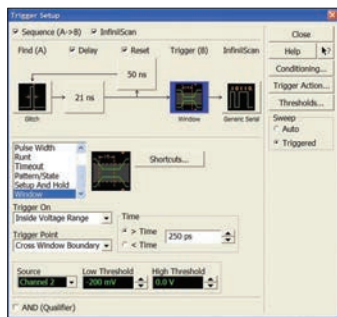 Trigger Setup
Sequence (A->B) InfiniiScan
Find (A) Delay Reset Trigger (B) InfiniiScan
50 ns
21 ns
Glitch Window Generic Serial
Close
Help
Conditioning...
Trigger Action...
Thresholds...
Sweep
Auto
Triggered
Pulse Width
Runt
Timeout
Pattern/State
Setup And Hold
Window
Shortcuts...
Trigger On
Inside Voltage Range
Trigger Point
Cross Window Boundary
Time
> Time
< Time
250 ps
Source Low Threshold High Threshold
Channel 2 -200 mV 0.0 V
AND (Qualifier)